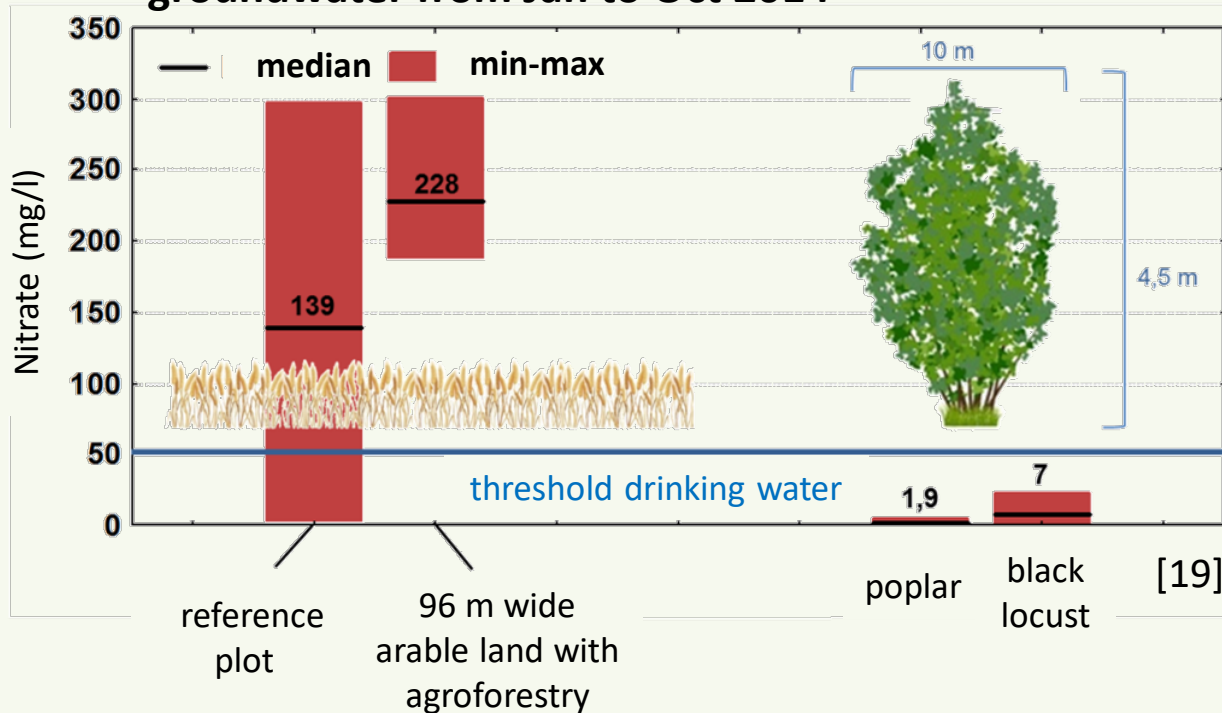 350
median
min-max
300
250
200
150
100
50
0
Nitrate (mg/l)
139
228
10 m
4,5 m
threshold drinking water
1,9
7
reference
plot
96 m wide
arable land with
agroforestry
poplar
black
locust
[19]